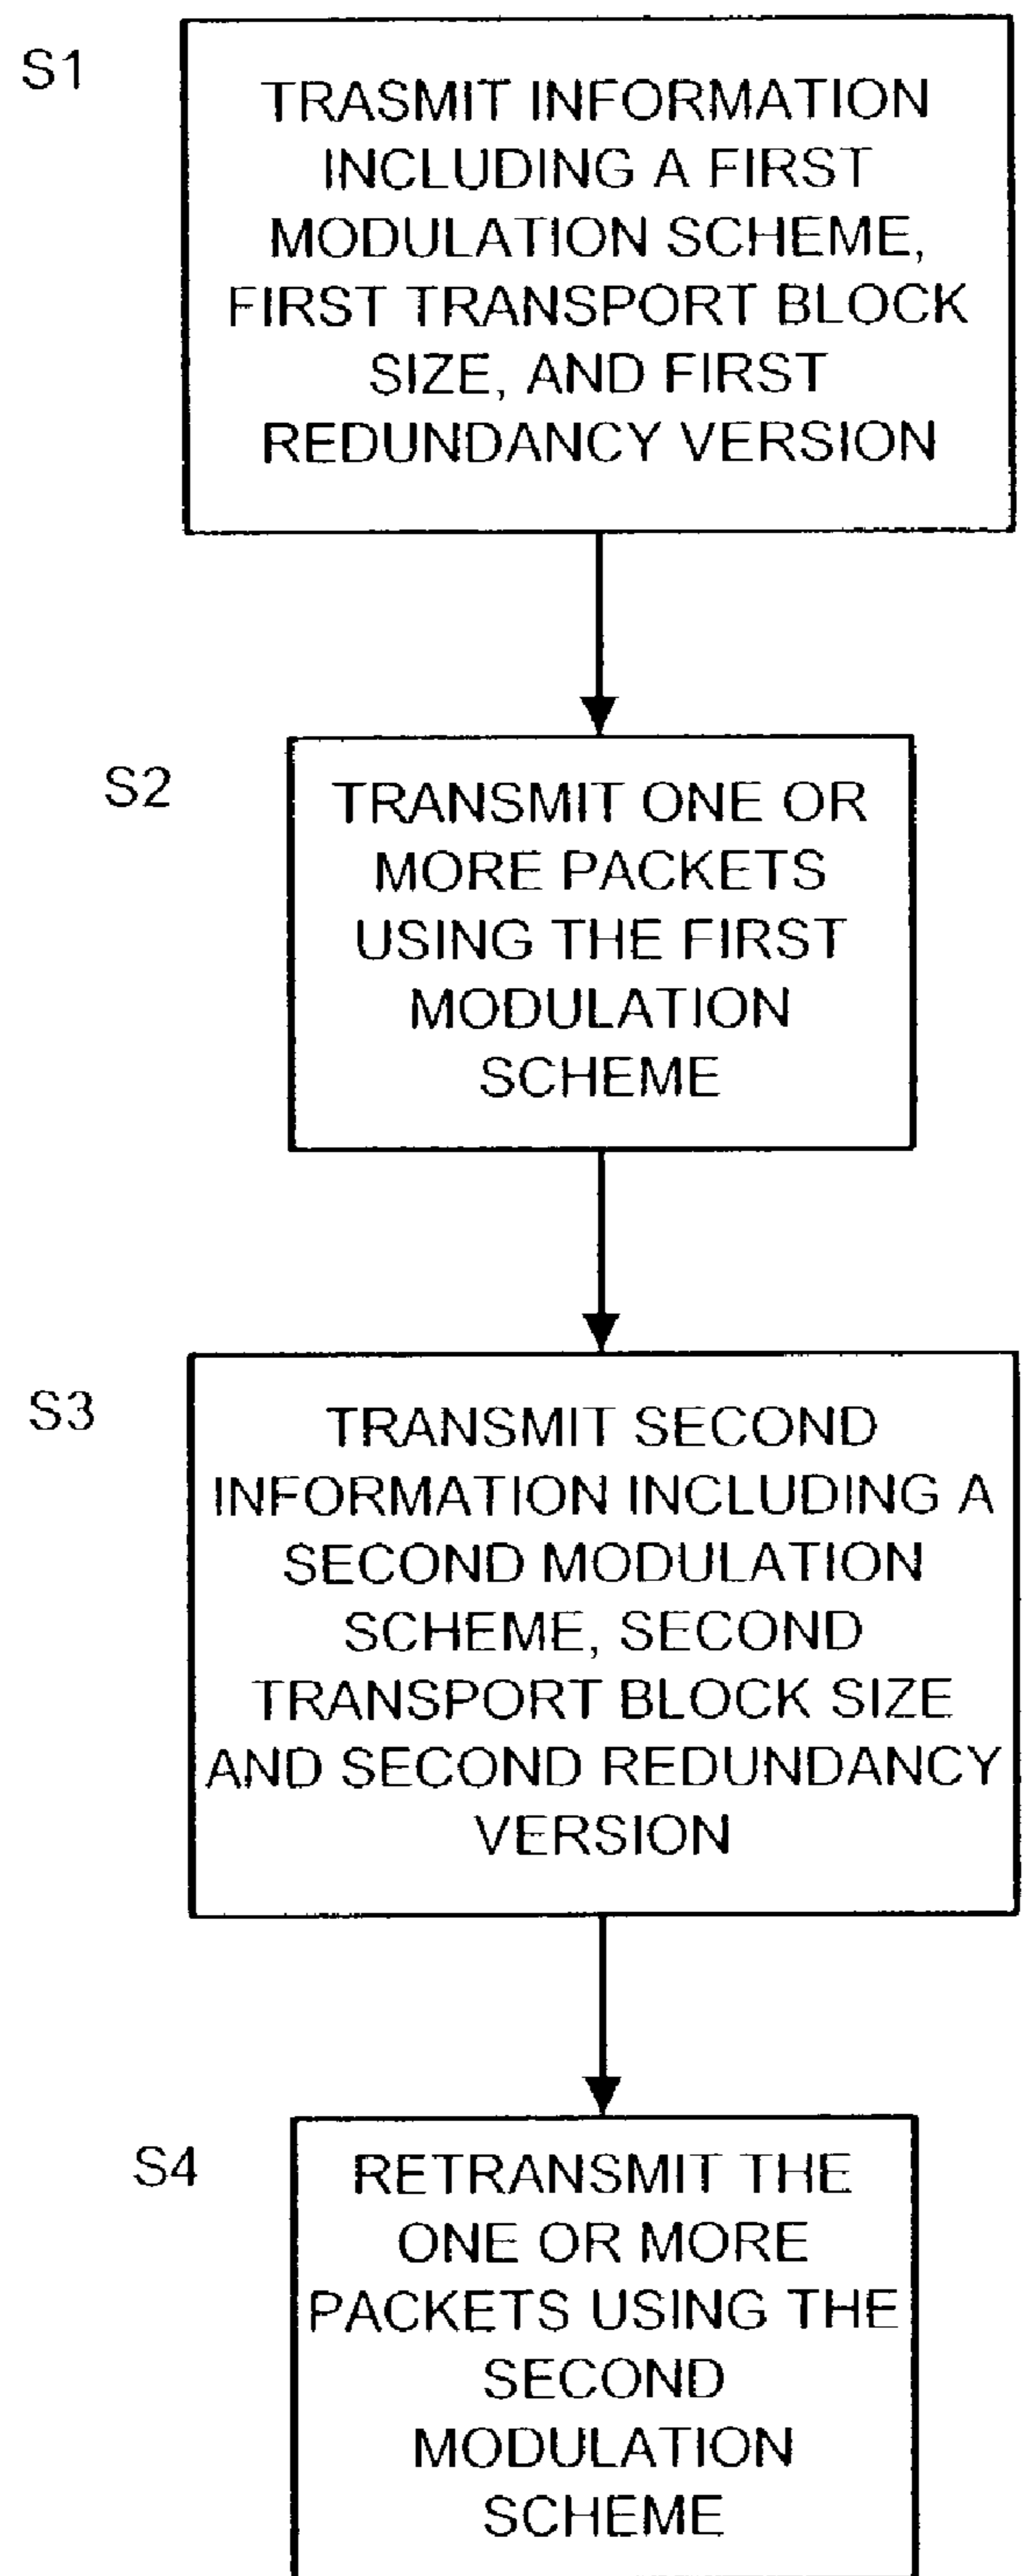 S1
TRASMIT INFORMATION
INCLUDING A FIRST
MODULATION SCHEME,
FIRST TRANSPORT BLOCK
SIZE, AND FIRST
REDUNDANCY VERSION
S2
TRANSMIT ONE OR
MORE PACKETS
USING THE FIRST
MODULATION
SCHEME
S3
TRANSMIT SECOND
INFORMATION INCLUDING A
SECOND MODULATION
SCHEME, SECOND
TRANSPORT BLOCK SIZE
AND SECOND REDUNDANCY
VERSION
S4
RETRANSMIT THE
ONE OR MORE
PACKETS USING THE
SECOND
MODULATION
SCHEME